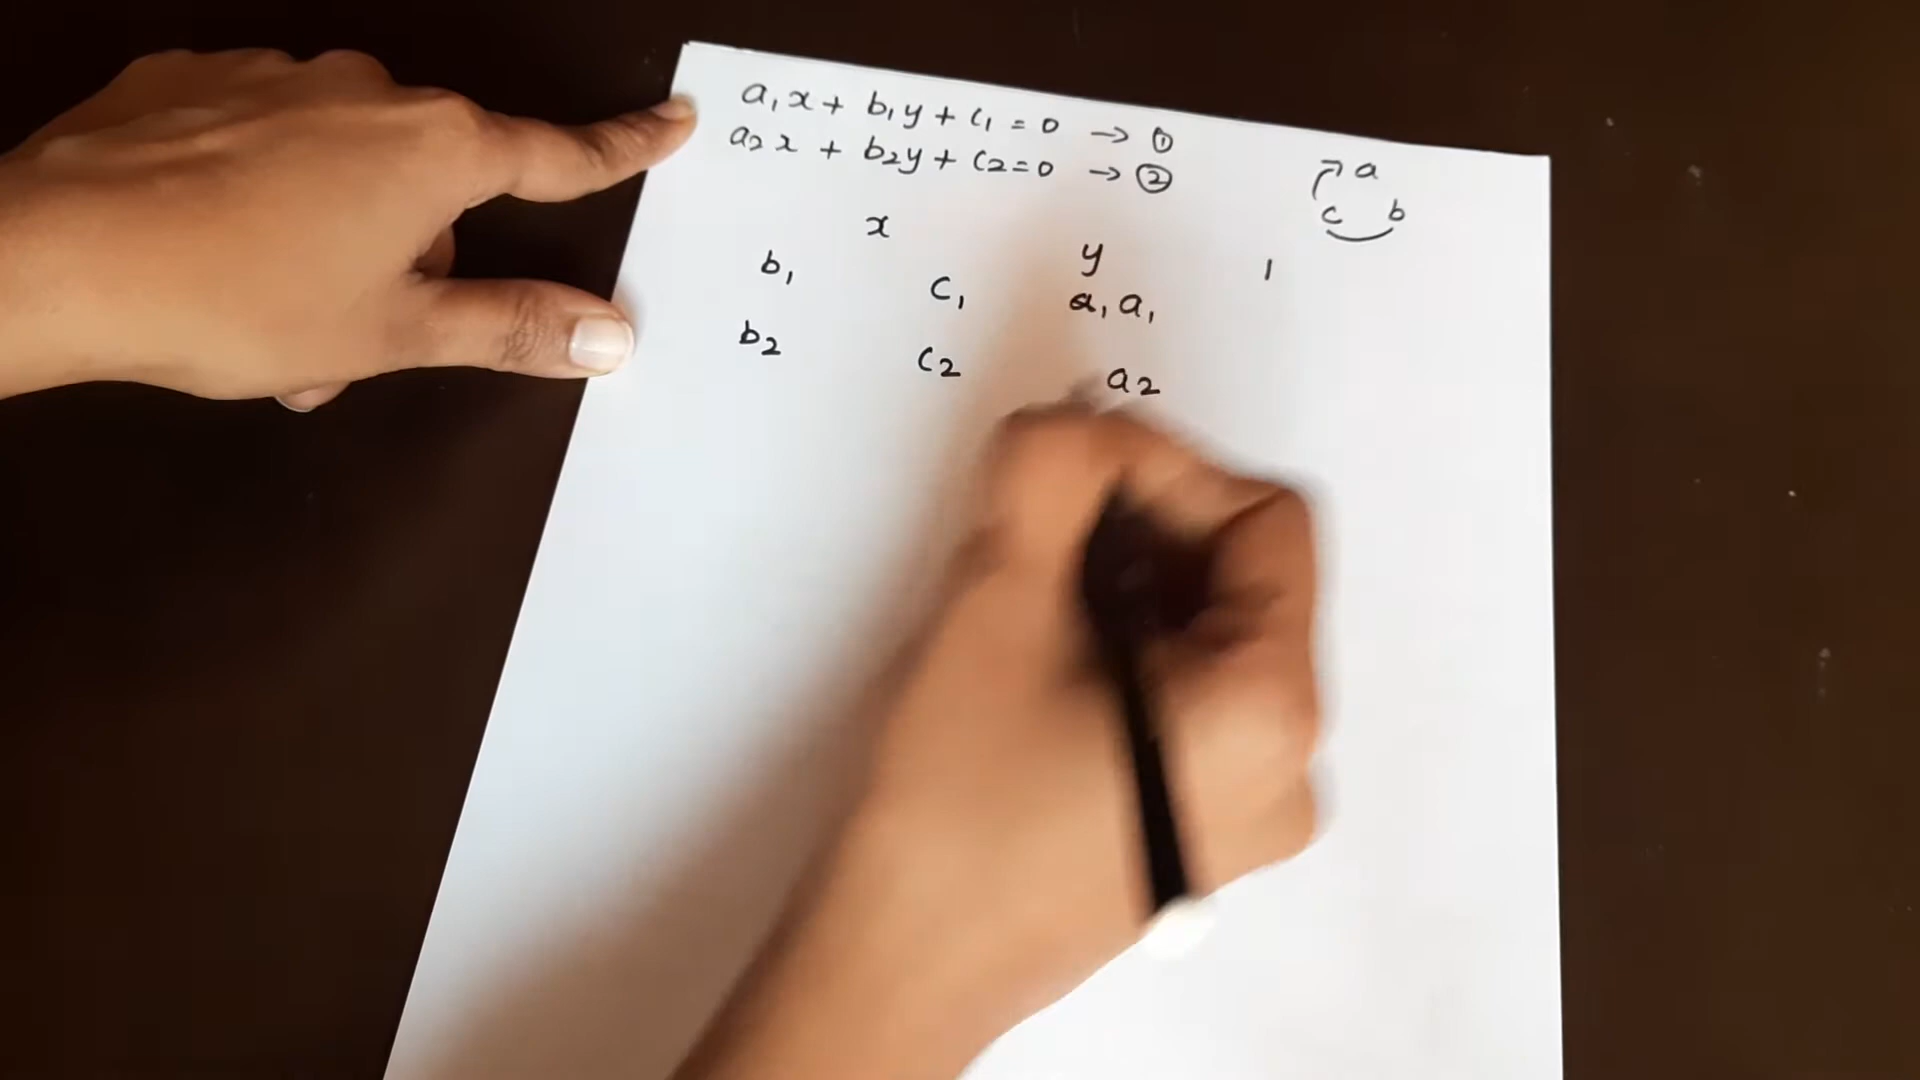 a₁x + b₁y + c₁ = 0 → ①
a₂x + b₂y + c₂ = 0 → ②
a
c b
x y 1
b₁ c₁ a₁ a₁
b₂ c₂ a₂